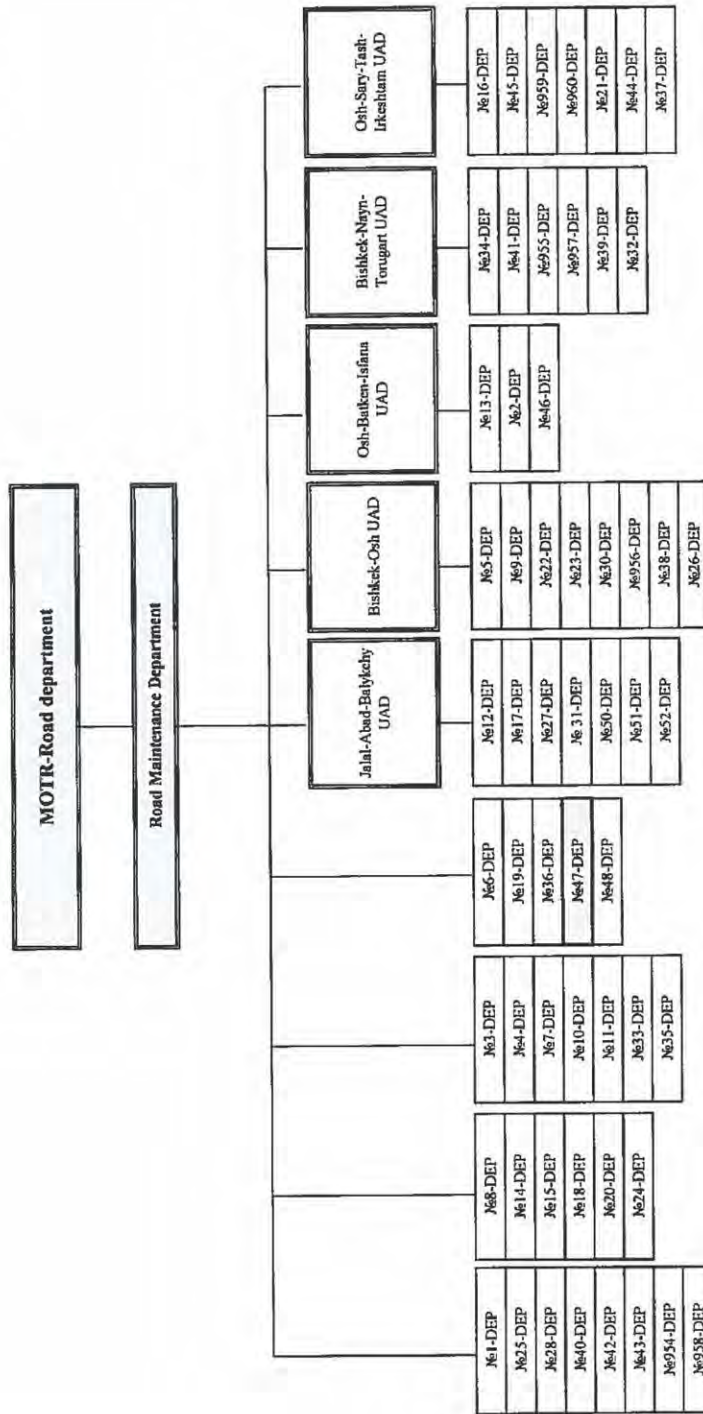 MOTR-Road department
Road Maintenance Department
Jalal-Abad-Balykchy
UAD
Bishkek-Osh UAD
Osh-Batken-Isfana
UAD
Bishkek-Nayn-
Torugart UAD
Osh-Sary-Tash-
Irkeshtam UAD
№1-DEP
№25-DEP
№28-DEP
№40-DEP
№42-DEP
№43-DEP
№954-DEP
№958-DEP
№8-DEP
№14-DEP
№15-DEP
№18-DEP
№20-DEP
№24-DEP
№3-DEP
№4-DEP
№7-DEP
№10-DEP
№11-DEP
№33-DEP
№35-DEP
№6-DEP
№19-DEP
№36-DEP
№47-DEP
№48-DEP
№12-DEP
№17-DEP
№27-DEP
№ 31-DEP
№50-DEP
№51-DEP
№52-DEP
№5-DEP
№9-DEP
№22-DEP
№23-DEP
№30-DEP
№956-DEP
№38-DEP
№26-DEP
№13-DEP
№2-DEP
№46-DEP
№34-DEP
№41-DEP
№955-DEP
№957-DEP
№39-DEP
№32-DEP
№16-DEP
№45-DEP
№959-DEP
№960-DEP
№21-DEP
№44-DEP
№37-DEP